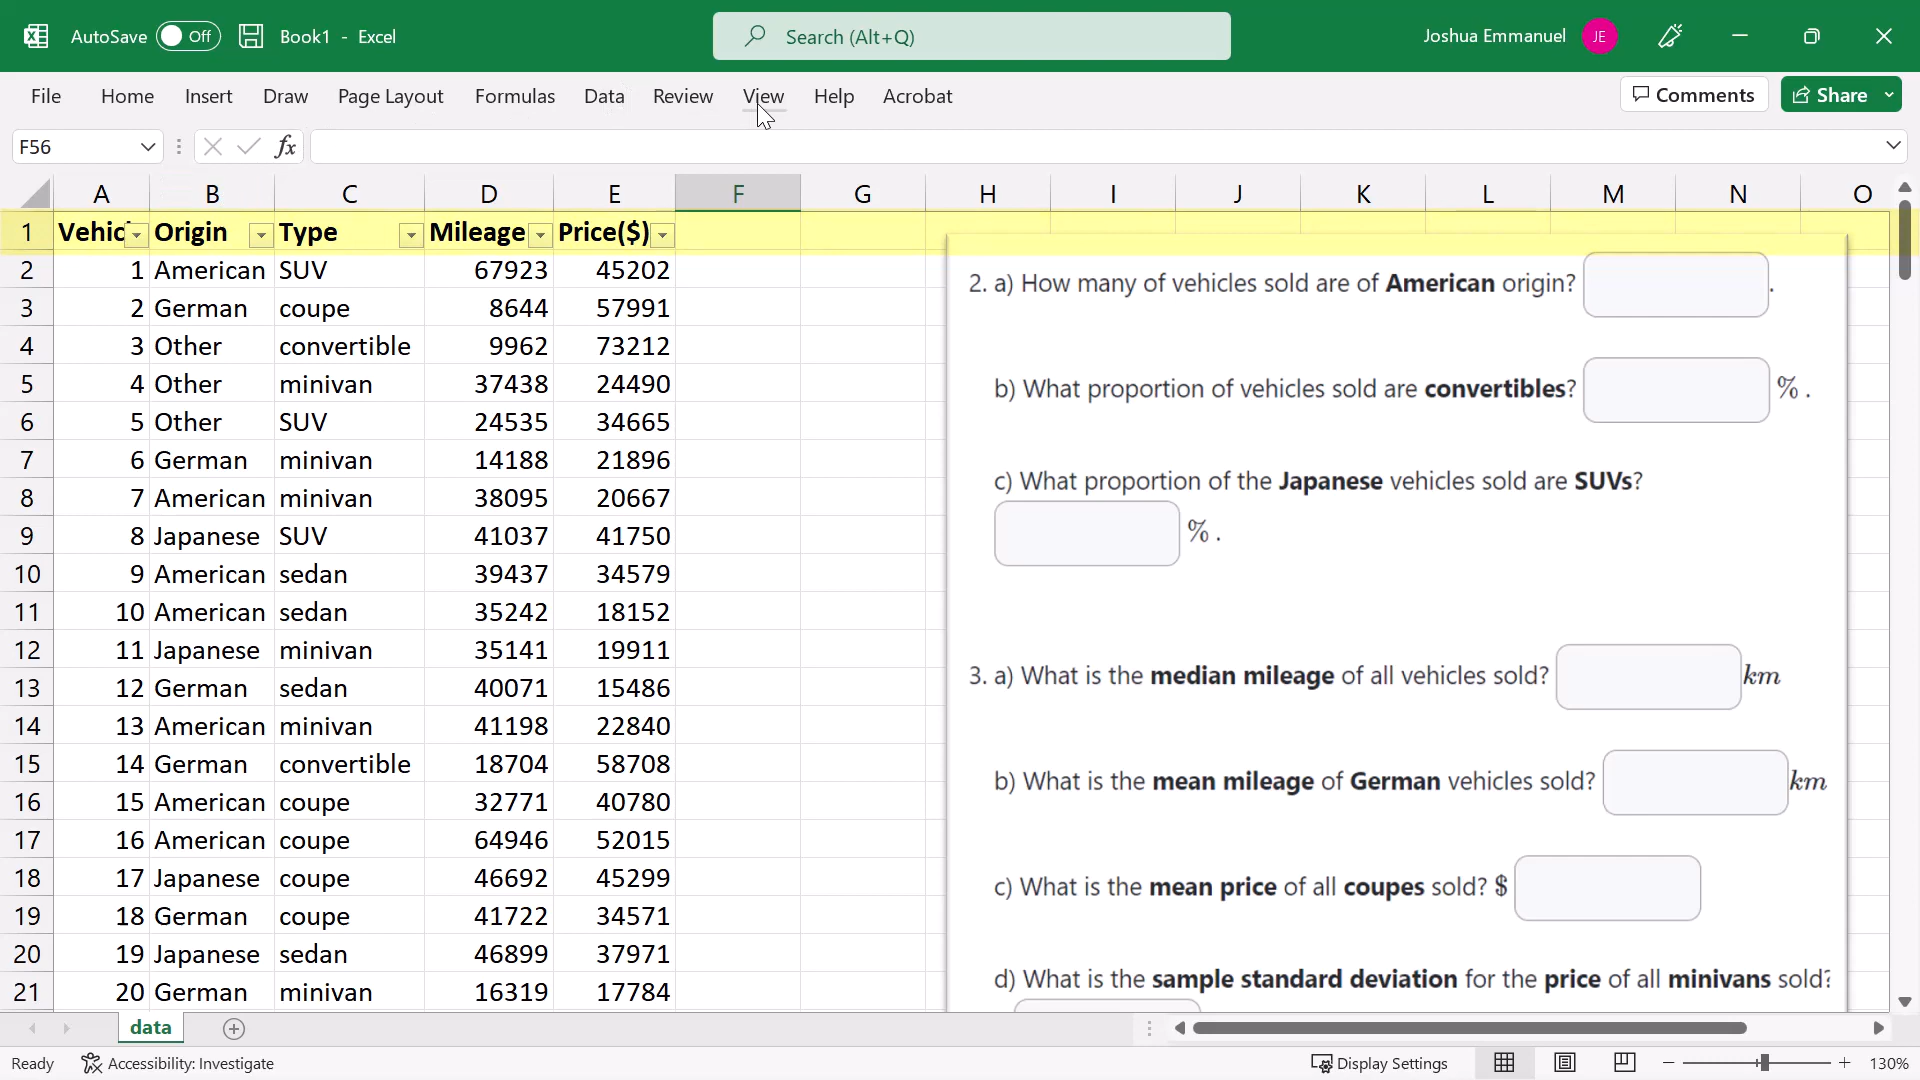 AutoSave Off Book1 - Excel Search (Alt+Q) Joshua Emmanuel JE
File Home Insert Draw Page Layout Formulas Data Review View Help Acrobat Comments Share
F56 fx
A B C D E F G H I J K L M N O
1 Vehic Origin Type Mileage Price($)
2 1 American SUV 67923 45202
3 2 German coupe 8644 57991
4 3 Other convertible 9962 73212
5 4 Other minivan 37438 24490
6 5 Other SUV 24535 34665
7 6 German minivan 14188 21896
8 7 American minivan 38095 20667
9 8 Japanese SUV 41037 41750
10 9 American sedan 39437 34579
11 10 American sedan 35242 18152
12 11 Japanese minivan 35141 19911
13 12 German sedan 40071 15486
14 13 American minivan 41198 22840
15 14 German convertible 18704 58708
16 15 American coupe 32771 40780
17 16 American coupe 64946 52015
18 17 Japanese coupe 46692 45299
19 18 German coupe 41722 34571
20 19 Japanese sedan 46899 37971
21 20 German minivan 16319 17784
2. a) How many of vehicles sold are of American origin? .
b) What proportion of vehicles sold are convertibles? % .
c) What proportion of the Japanese vehicles sold are SUVs?
% .
3. a) What is the median mileage of all vehicles sold? km
b) What is the mean mileage of German vehicles sold? km
c) What is the mean price of all coupes sold? $
d) What is the sample standard deviation for the price of all minivans sold?
data
Ready Accessibility: Investigate Display Settings 130%